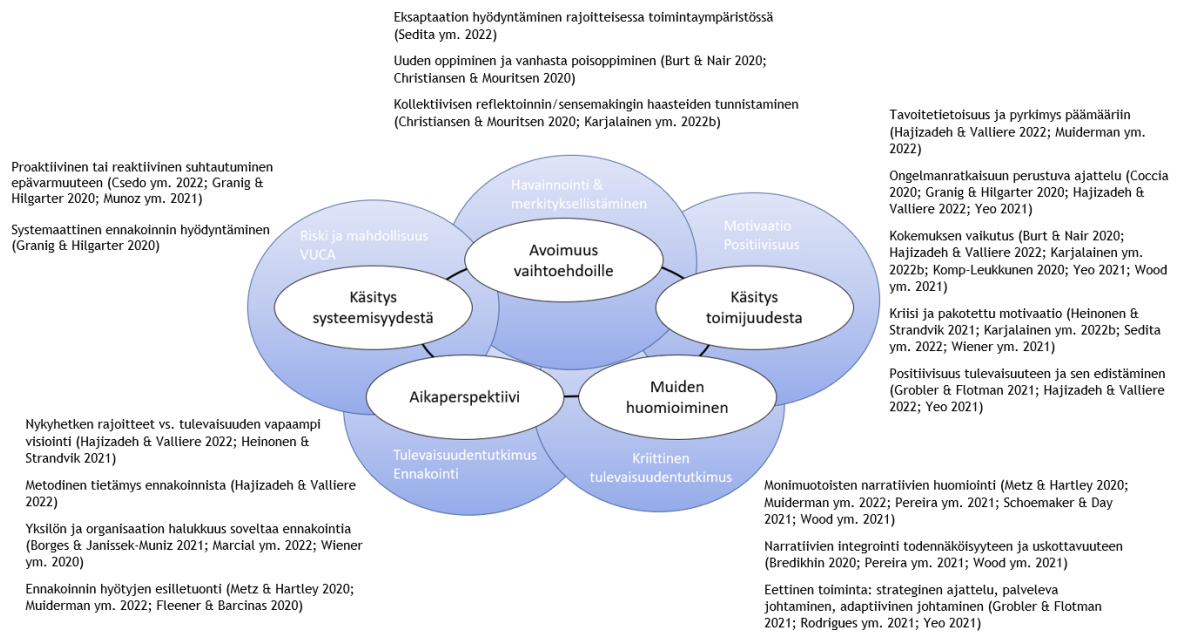 Eksaptaation hyödyntäminen rajoitteisessa toimintaympäristössä
(Sedita ym. 2022)
Uuden oppiminen ja vanhasta poisoppiminen (Burt & Nair 2020;
Christiansen & Mouritsen 2020)
Kollektiivisen reflektoinnin/sensemakingin haasteiden tunnistaminen
(Christiansen & Mouritsen 2020; Karjalainen ym. 2022b)
Proaktiivinen tai reaktiivinen suhtautuminen
epävarmuuteen (Csedo ym. 2022; Granig &
Hilgarter 2020; Munoz ym. 2021)
Systemaattinen ennakoinnin hyödyntäminen
(Granig & Hilgarter 2020)
Havainnointi &
merkityksellistäminen
Avoimuus
vaihtoehdoille
Riski ja mahdollisuus
VUCA
Käsitys
systeemisyydestä
Motivaatio
Positiivisuus
Käsitys
toimijuudesta
Aikaperspektiivi
Tulevaisuudentutkimus
Ennakointi
Muiden
huomioiminen
Kriittinen
tulevaisuudentutkimus
Tavoitetietoisuus ja pyrkimys päämääriin
(Hajizadeh & Valliere 2022; Muiderman ym.
2022)
Ongelmanratkaisuun perustuva ajattelu (Coccia
2020; Granig & Hilgarter 2020; Hajizadeh &
Valliere 2022; Yeo 2021)
Kokemuksen vaikutus (Burt & Nair 2020;
Hajizadeh & Valliere 2022; Karjalainen ym.
2022b; Komp-Leukkunen 2020; Yeo 2021; Wood
ym. 2021)
Kriisi ja pakotettu motivaatio (Heinonen &
Strandvik 2021; Karjalainen ym. 2022b; Sedita
ym. 2022; Wiener ym. 2021)
Positiivisuus tulevaisuuteen ja sen edistäminen
(Grobler & Flotman 2021; Hajizadeh & Valliere
2022; Yeo 2021)
Nykyhetken rajoitteet vs. tulevaisuuden vapaampi
visiointi (Hajizadeh & Valliere 2022; Heinonen &
Strandvik 2021)
Metodinen tietämys ennakoinnista (Hajizadeh & Valliere
2022)
Yksilön ja organisaation halukkuus soveltaa ennakointia
(Borges & Janissek-Muniz 2021; Marcial ym. 2022; Wiener
ym. 2020)
Ennakoinnin hyötyjen esilletuonti (Metz & Hartley 2020;
Muiderman ym. 2022; Fleener & Barcinas 2020)
Monimuotoisten narratiivien huomiointi (Metz & Hartley 2020;
Muiderman ym. 2022; Pereira ym. 2021; Schoemaker & Day
2021; Wood ym. 2021)
Narratiivien integrointi todennäköisyyteen ja uskottavuuteen
(Bredikhin 2020; Pereira ym. 2021; Wood ym. 2021)
Eettinen toiminta: strateginen ajattelu, palveleva
johtaminen, adaptiivinen johtaminen (Grobler & Flotman
2021; Rodrigues ym. 2021; Yeo 2021)